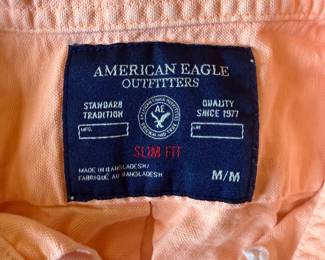 AMERICAN EAGLE
OUTFITTERS
STANDARD
TRADITION
AE
QUALITY
SINCE 1977
MFG.
SLIM FIT
MADE IN BANGLADESH/
FABRIQUÉ AU BANGLADESH
M/M